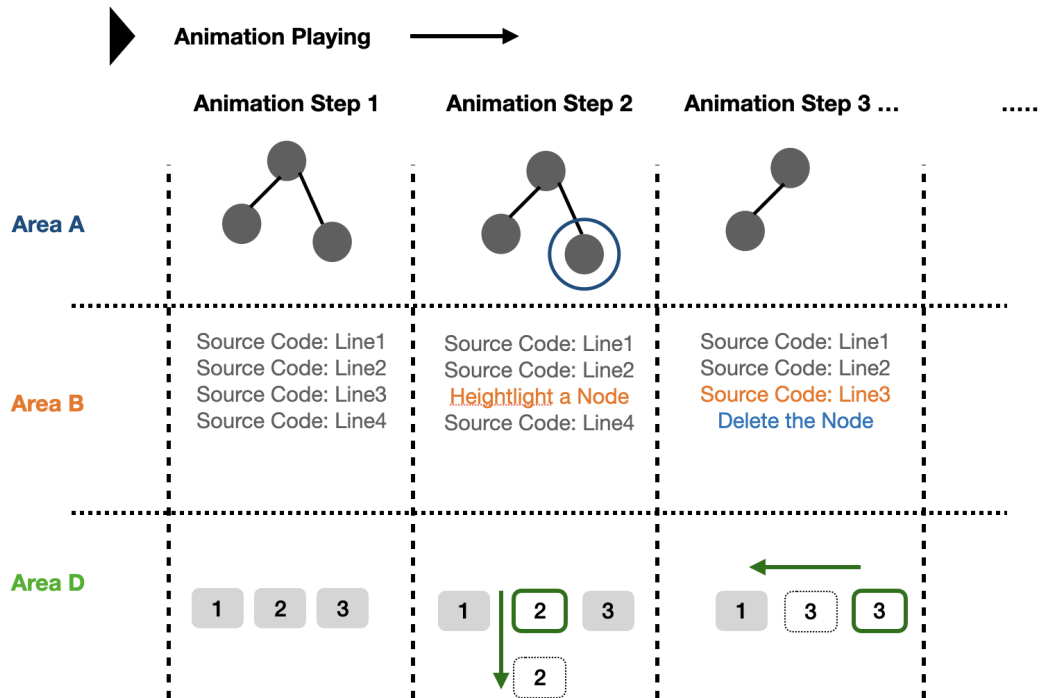 Animation Playing
Animation Step 1
Animation Step 2
Animation Step 3 ...
.....
Area A
Area B
Source Code: Line1
Source Code: Line2
Source Code: Line3
Source Code: Line4
Source Code: Line1
Source Code: Line2
Heightlight a Node
Source Code: Line4
Source Code: Line1
Source Code: Line2
Source Code: Line3
Delete the Node
Area D
1 2 3
1 2 3
2
1 3 3